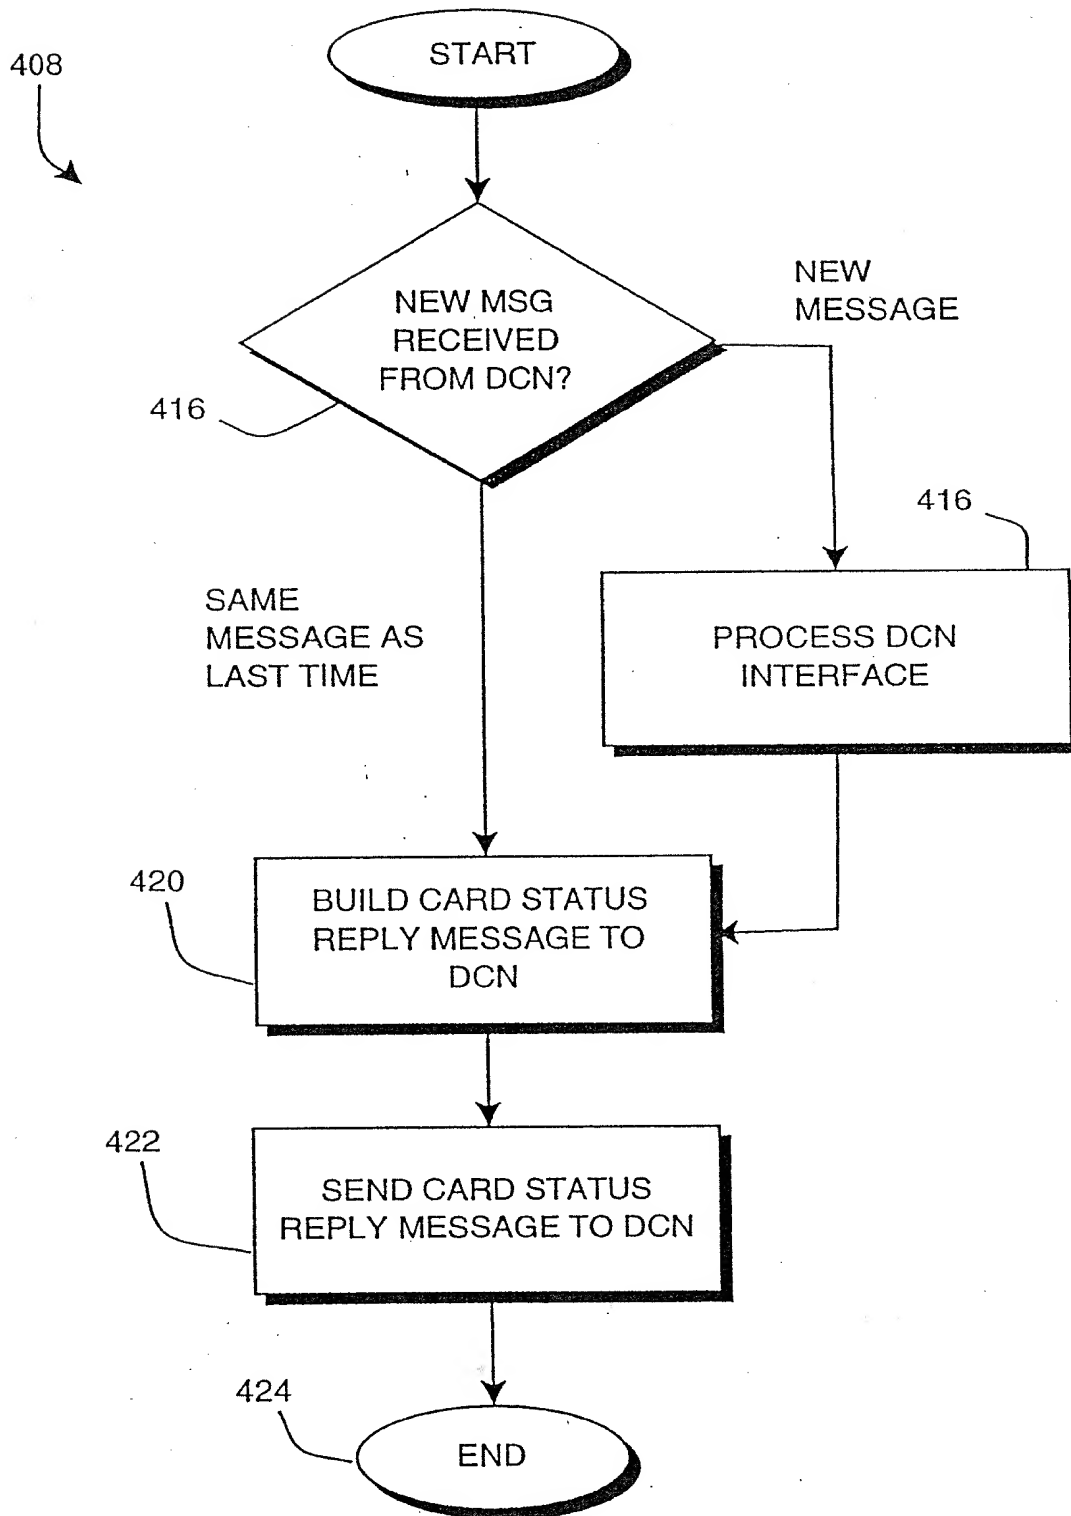 408
START
NEW MSG
RECEIVED
FROM DCN?
416
NEW
MESSAGE
416
SAME
MESSAGE AS
LAST TIME
PROCESS DCN
INTERFACE
420
BUILD CARD STATUS
REPLY MESSAGE TO
DCN
422
SEND CARD STATUS
REPLY MESSAGE TO DCN
424
END